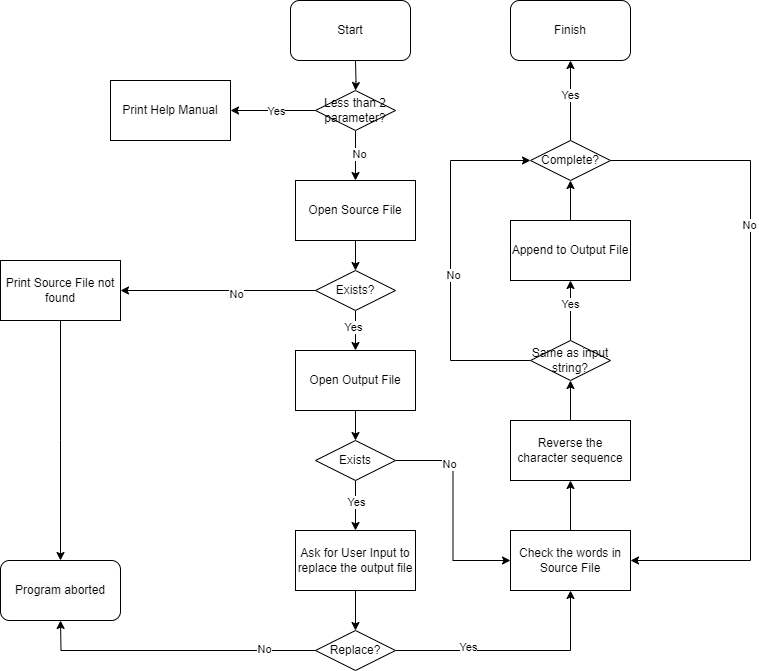 Start
Finish
Less than 2
parameter?
Yes
Print Help Manual
No
Open Source File
Exists?
No
Print Source File not
found
Yes
Open Output File
Exists
No
Yes
Ask for User Input to
replace the output file
Replace?
No
Program aborted
Yes
Check the words in
Source File
Reverse the
character sequence
Same as input
string?
No
Yes
Append to Output File
Complete?
No
Yes